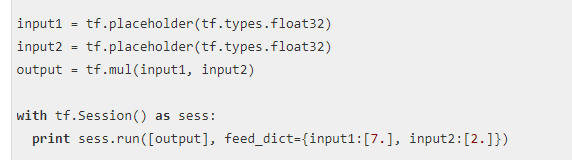 input1 = tf.placeholder(tf.types.float32)
input2 = tf.placeholder(tf.types.float32)
output = tf.mul(input1, input2)
with tf.Session() as sess:
  print sess.run([output], feed_dict={input1:[7.], input2:[2.]})